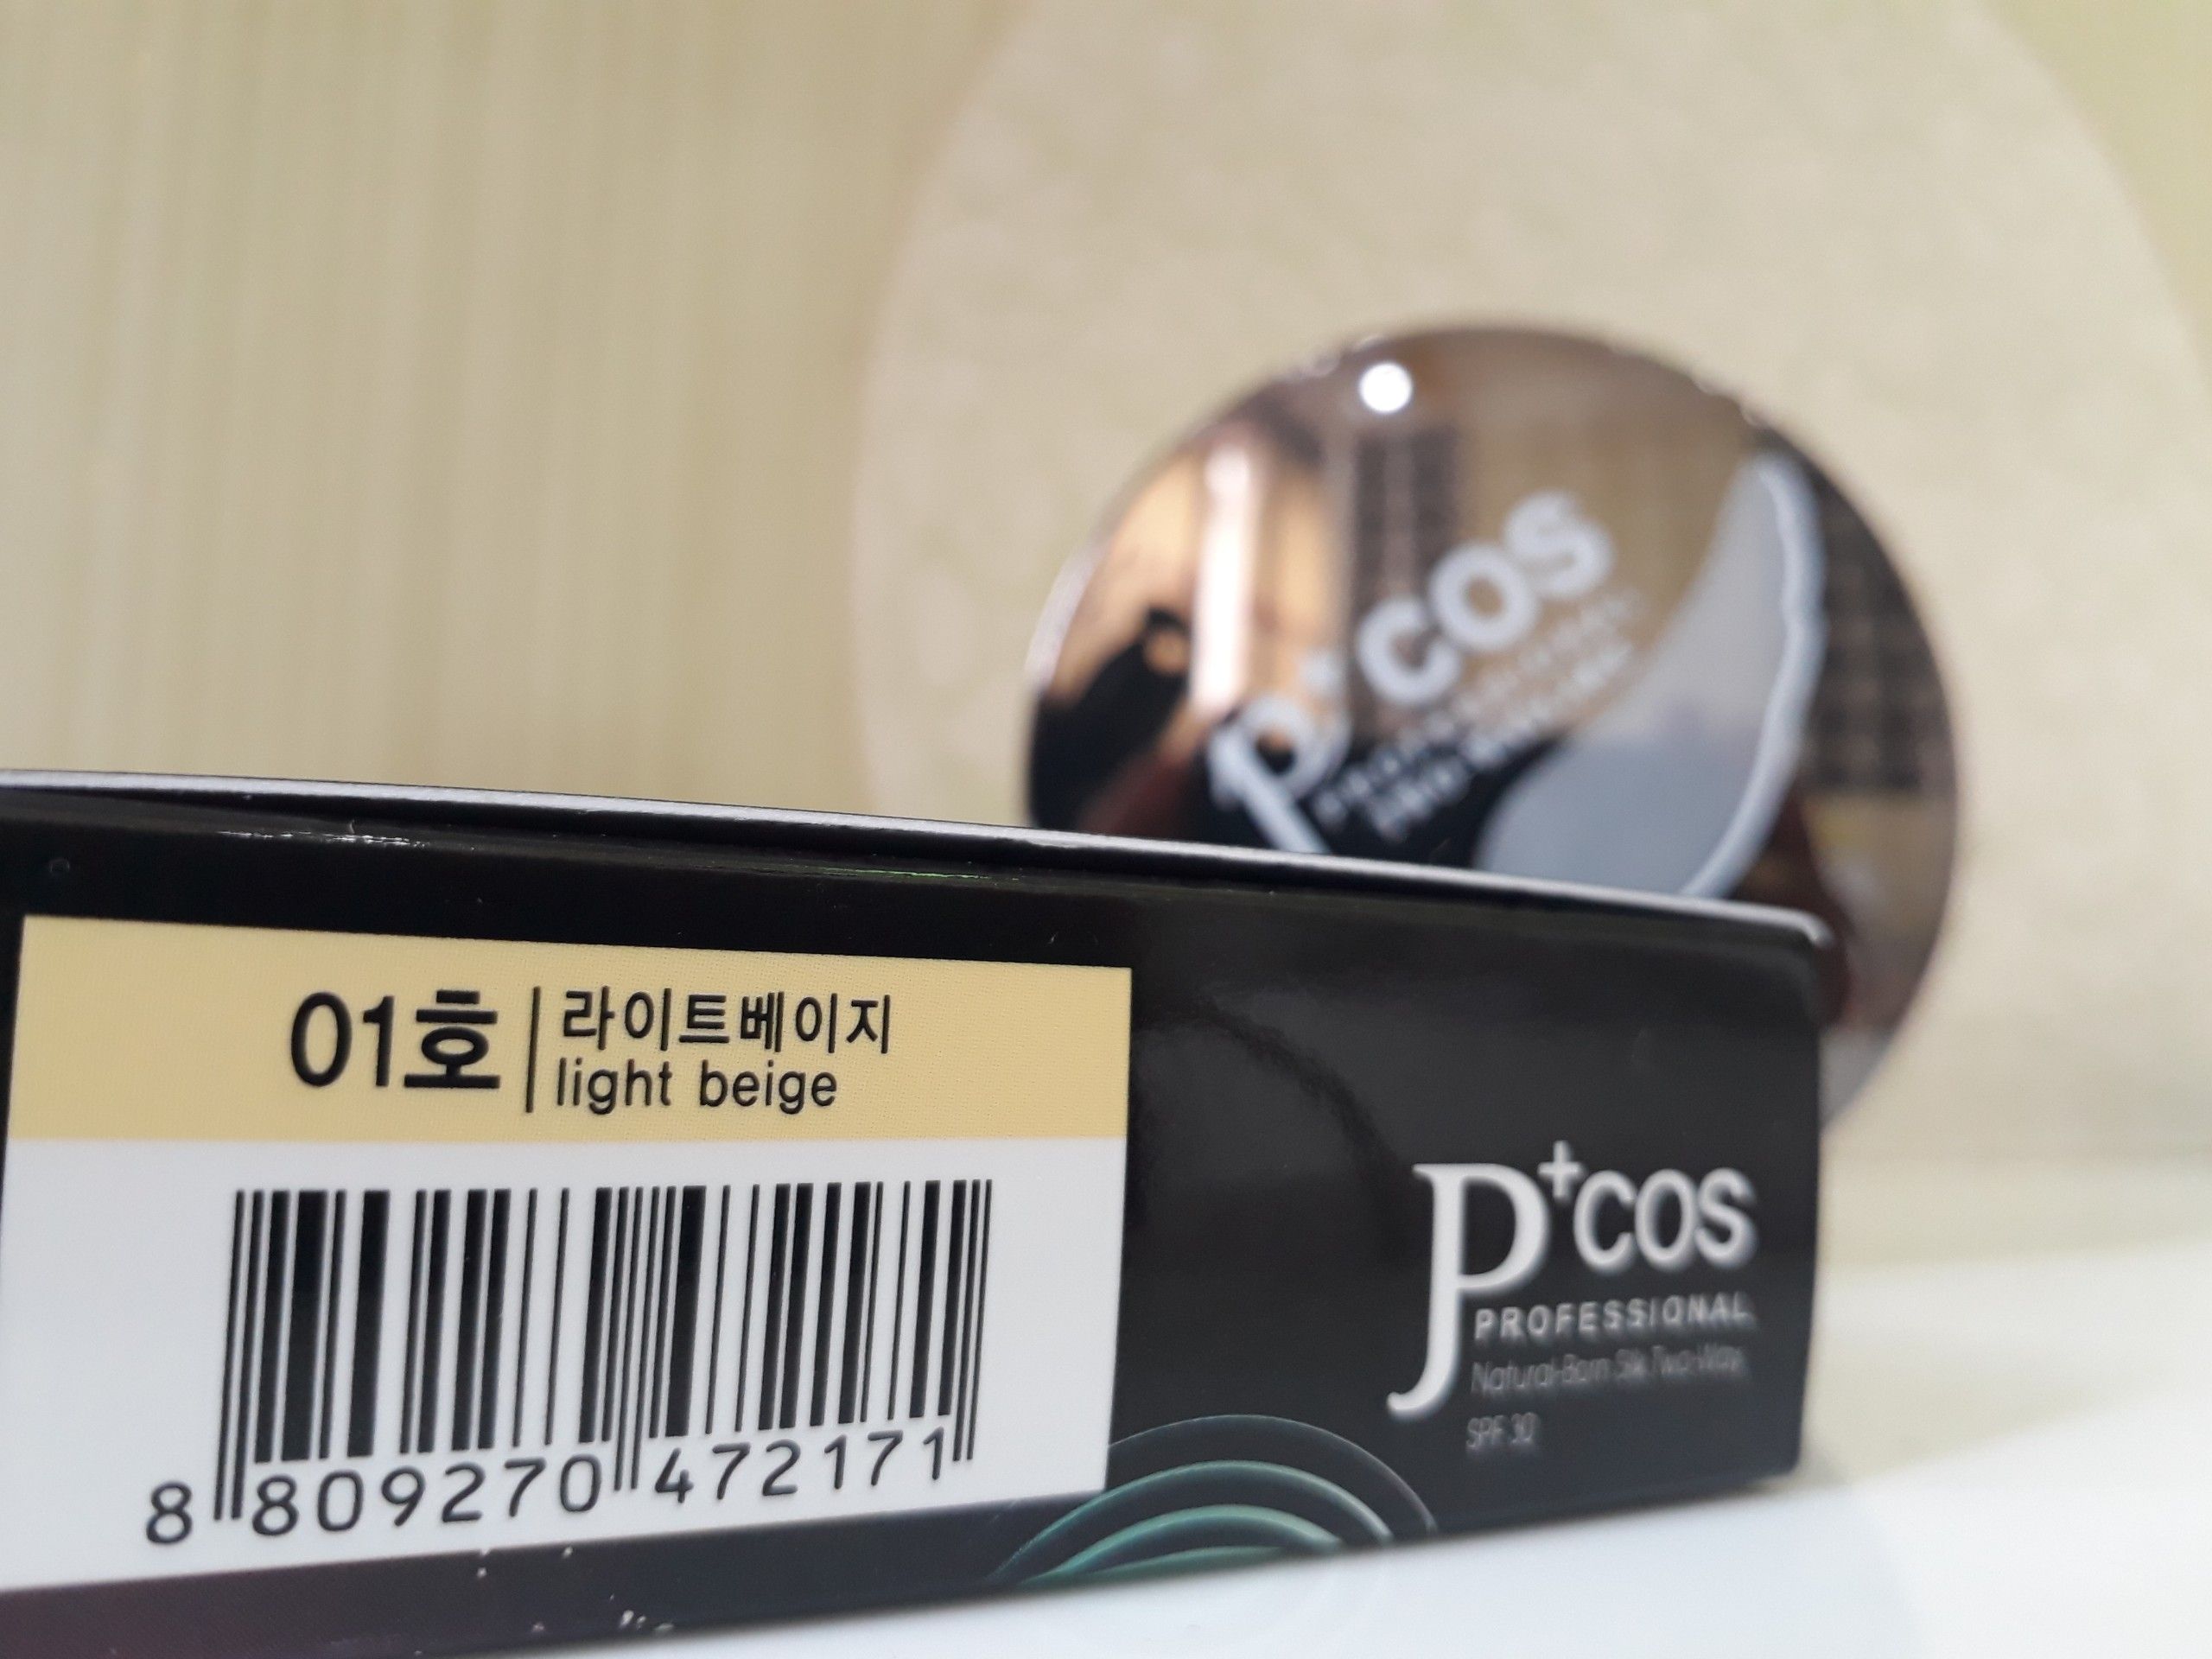 P+cos
01호
라이트베이지
light beige
8 809270 472171
P+cos
PROFESSIONAL
Natural-Born Silk Two-Way
SPF 30